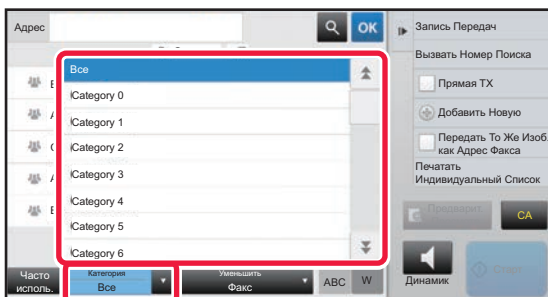 Адрес
OK
Запись Передач
Вызвать Номер Поиска
Прямая TX
Добавить Новую
Передать То Же Изоб.
как Адрес Факса
Печатать
Индивидуальный Список
Все
Category 0
Category 1
Category 2
Category 3
Category 4
Category 5
Category 6
CA
Часто
исполь.
Категория
Все
Уменьшить
Факс
ABC
W
Динамик
Старт